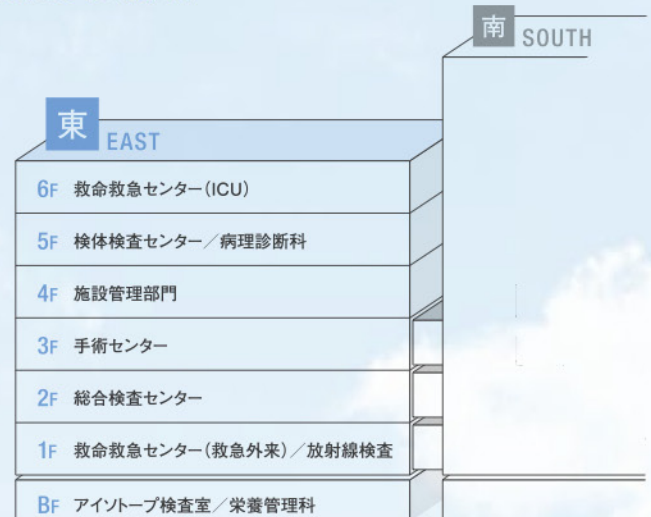 南 SOUTH
東 EAST
6F 救命救急センター(ICU)
5F 検体検査センター／病理診断科
4F 施設管理部門
3F 手術センター
2F 総合検査センター
1F 救命救急センター(救急外来)／放射線検査
BF アイソトープ検査室／栄養管理科